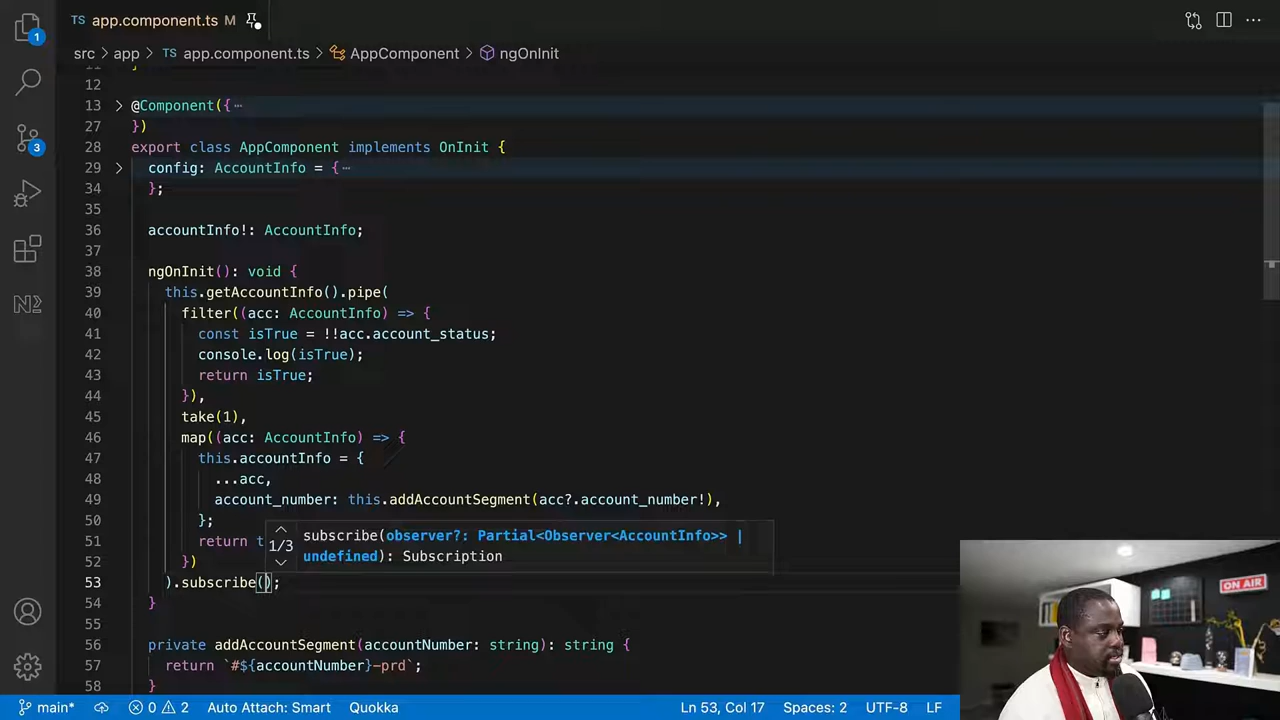 TS app.component.ts M
src > app > TS app.component.ts > AppComponent > ngOnInit
12
13 > @Component({ ⋯
27 })
28 export class AppComponent implements OnInit {
29 > config: AccountInfo = { ⋯
34 };
35
36 accountInfo!: AccountInfo;
37
38 ngOnInit(): void {
39 this.getAccountInfo().pipe(
40 filter((acc: AccountInfo) => {
41 const isTrue = !!acc.account_status;
42 console.log(isTrue);
43 return isTrue;
44 }),
45 take(1),
46 map((acc: AccountInfo) => {
47 this.accountInfo = {
48 ...acc,
49 account_number: this.addAccountSegment(acc?.account_number!),
50 };
1/3 subscribe(observer?: Partial<Observer<AccountInfo>> |
undefined): Subscription
51 return t
52 })
53 ).subscribe();
54 }
55
56 private addAccountSegment(accountNumber: string): string {
57 return `#${accountNumber}-prd`;
58 }
1
3
ON AIR
main* 0 2 Auto Attach: Smart Quokka Ln 53, Col 17 Spaces: 2 UTF-8 LF